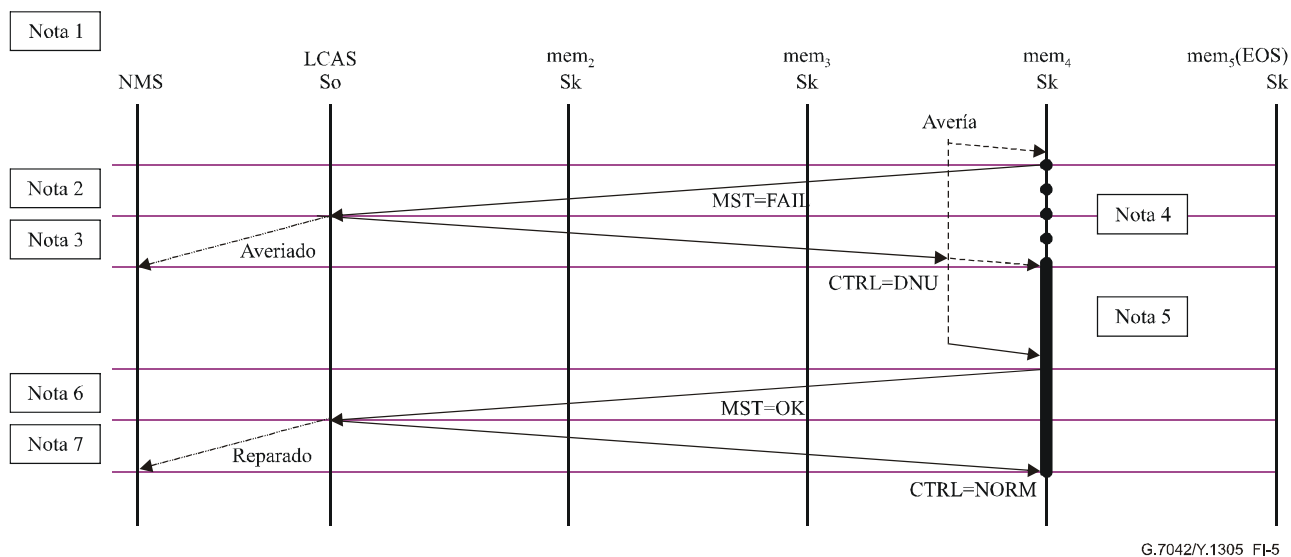 Nota 1
NMS
LCAS
So
mem2
Sk
mem3
Sk
mem4
Sk
mem5(EOS)
Sk
Avería
Nota 2
MST=FAIL
Nota 4
Nota 3
Averiado
CTRL=DNU
Nota 5
Nota 6
MST=OK
Nota 7
Reparado
CTRL=NORM
G.7042/Y.1305_FI-5